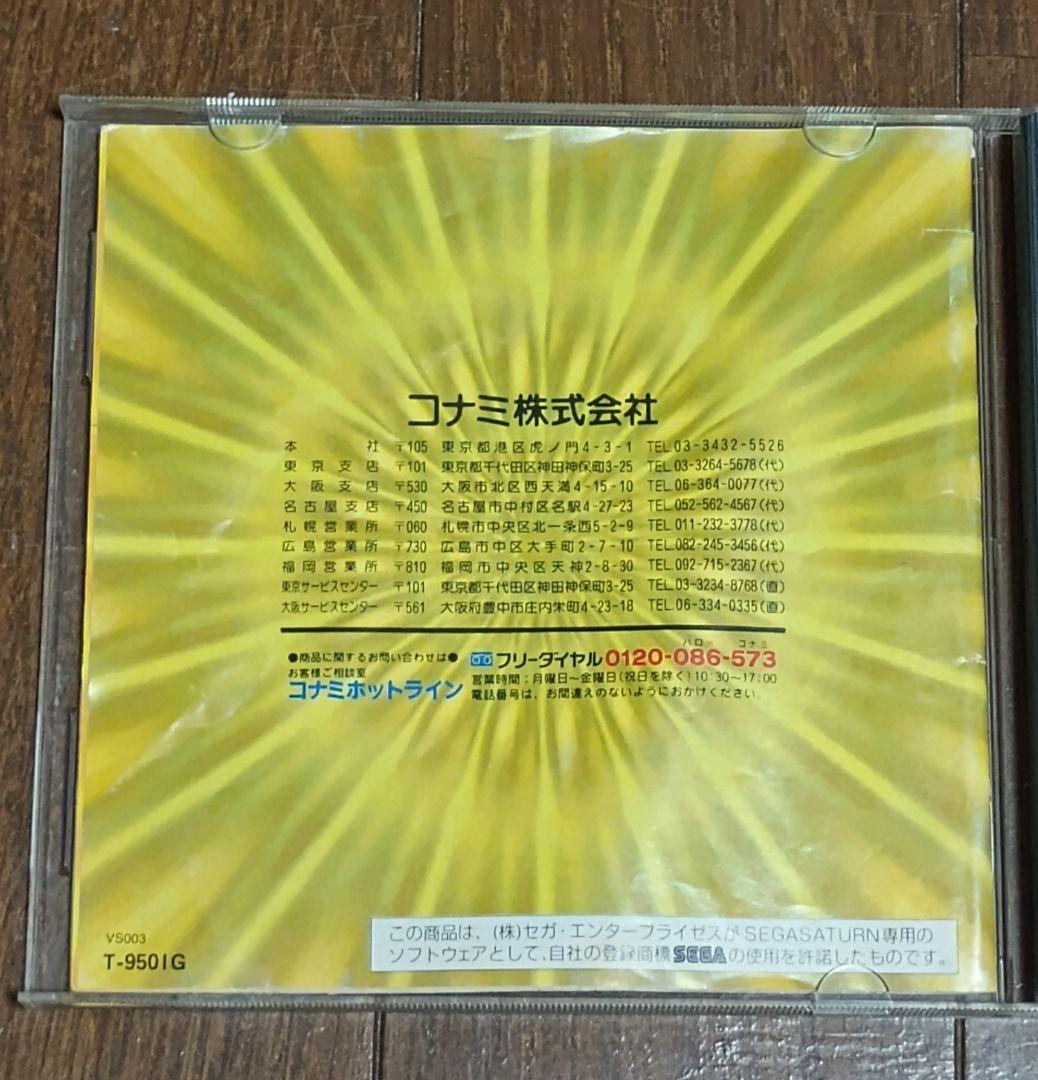 コナミ株式会社
本社 〒105 東京都港区虎ノ門4-3-1 TEL.03-3432-5526
東京支店 〒101 東京都千代田区神田神保町3-25 TEL.03-3264-5678(代)
大阪支店 〒530 大阪市北区西天満4-15-10 TEL.06-364-0077(代)
名古屋支店 〒450 名古屋市中村区名駅4-27-23 TEL.052-562-4567(代)
札幌営業所 〒060 札幌市中央区北一条西5-2-9 TEL.011-232-3778(代)
広島営業所 〒730 広島市中区大手町2-7-10 TEL.082-245-3456(代)
福岡営業所 〒810 福岡市中央区天神2-8-30 TEL.092-715-2367(代)
東京サービスセンター 〒101 東京都千代田区神田神保町3-25 TEL.03-3234-8768(直)
大阪サービスセンター 〒561 大阪府豊中市庄内栄町4-23-18 TEL.06-334-0335(直)
●商品に関するお問い合わせは●
お客様ご相談室
コナミホットライン
ハロー コナミ
フリーダイヤル0120-086-573
営業時間：月曜日～金曜日(祝日を除く)10:30～17:00
電話番号は、お間違えのないようにおかけください。
VS003
T-9501G
この商品は、(株)セガ・エンタープライゼスがSEGASATURN専用の
ソフトウェアとして、自社の登録商標SEGAの使用を許諾したものです。